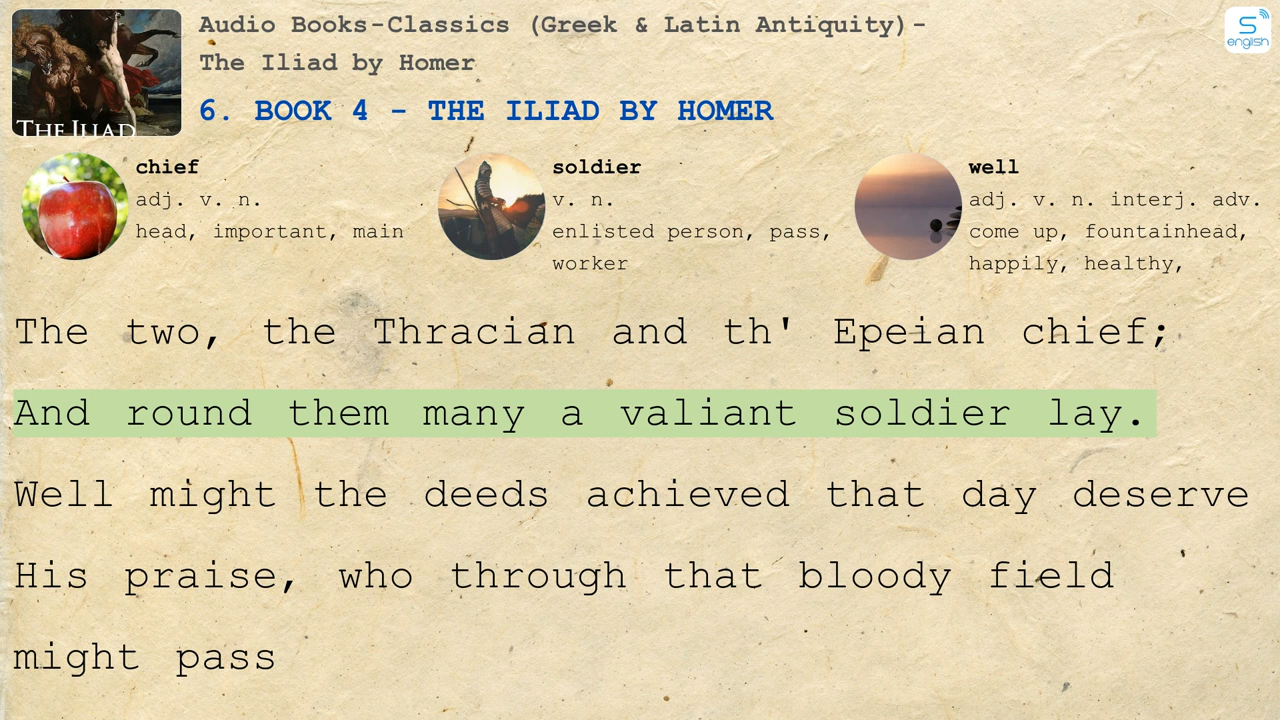 Audio Books-Classics (Greek & Latin Antiquity)-
The Iliad by Homer
6. BOOK 4 - THE ILIAD BY HOMER
THE ILIAD
S
english
chief
adj. v. n.
head, important, main
soldier
v. n.
enlisted person, pass,
worker
well
adj. v. n. interj. adv.
come up, fountainhead,
happily, healthy,
The two, the Thracian and th' Epeian chief;
And round them many a valiant soldier lay.
Well might the deeds achieved that day deserve
His praise, who through that bloody field
might pass